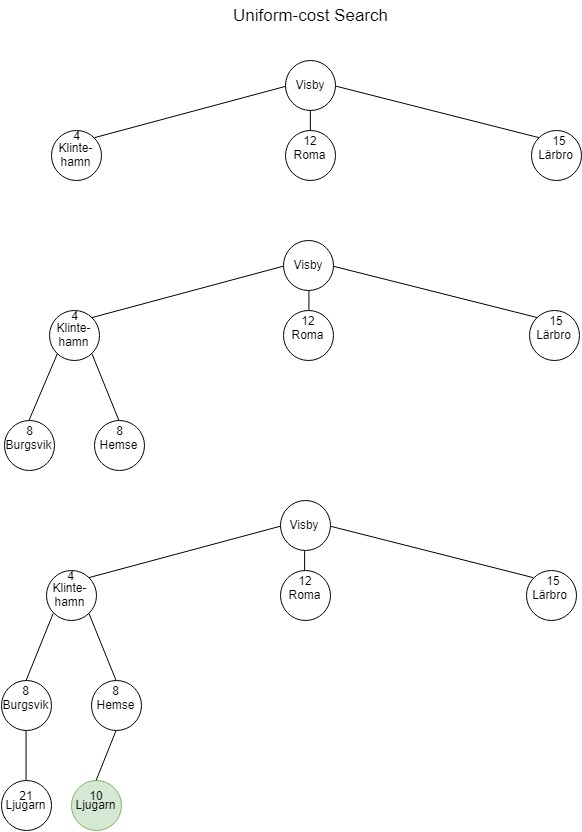 Uniform-cost Search
Visby
4
Klinte-
hamn
12
Roma
15
Lärbro
Visby
4
Klinte-
hamn
12
Roma
15
Lärbro
8
Burgsvik
8
Hemse
Visby
4
Klinte-
hamn
12
Roma
15
Lärbro
8
Burgsvik
8
Hemse
21
Ljugarn
10
Ljugarn